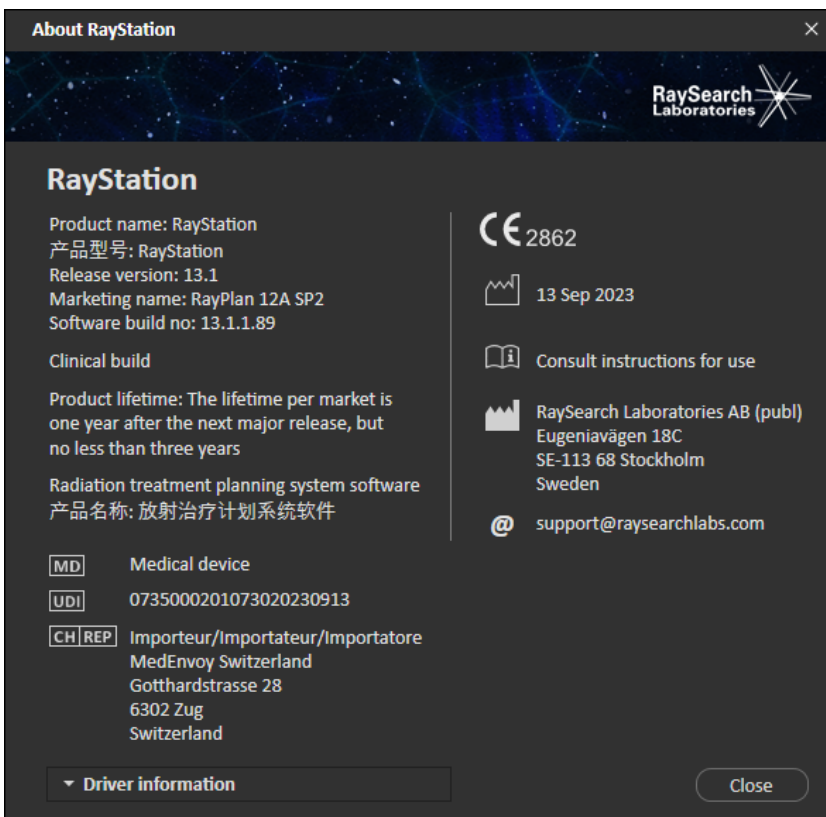 About RayStation
RaySearch
Laboratories
RayStation
Product name: RayStation
产品型号: RayStation
Release version: 13.1
Marketing name: RayPlan 12A SP2
Software build no: 13.1.1.89
Clinical build
Product lifetime: The lifetime per market is
one year after the next major release, but
no less than three years
Radiation treatment planning system software
产品名称: 放射治疗计划系统软件
MD Medical device
UDI 0735000201073020230913
CH REP Importeur/Importateur/Importatore
MedEnvoy Switzerland
Gotthardstrasse 28
6302 Zug
Switzerland
CE 2862
13 Sep 2023
Consult instructions for use
RaySearch Laboratories AB (publ)
Eugeniavägen 18C
SE-113 68 Stockholm
Sweden
@ support@raysearchlabs.com
Driver information
Close